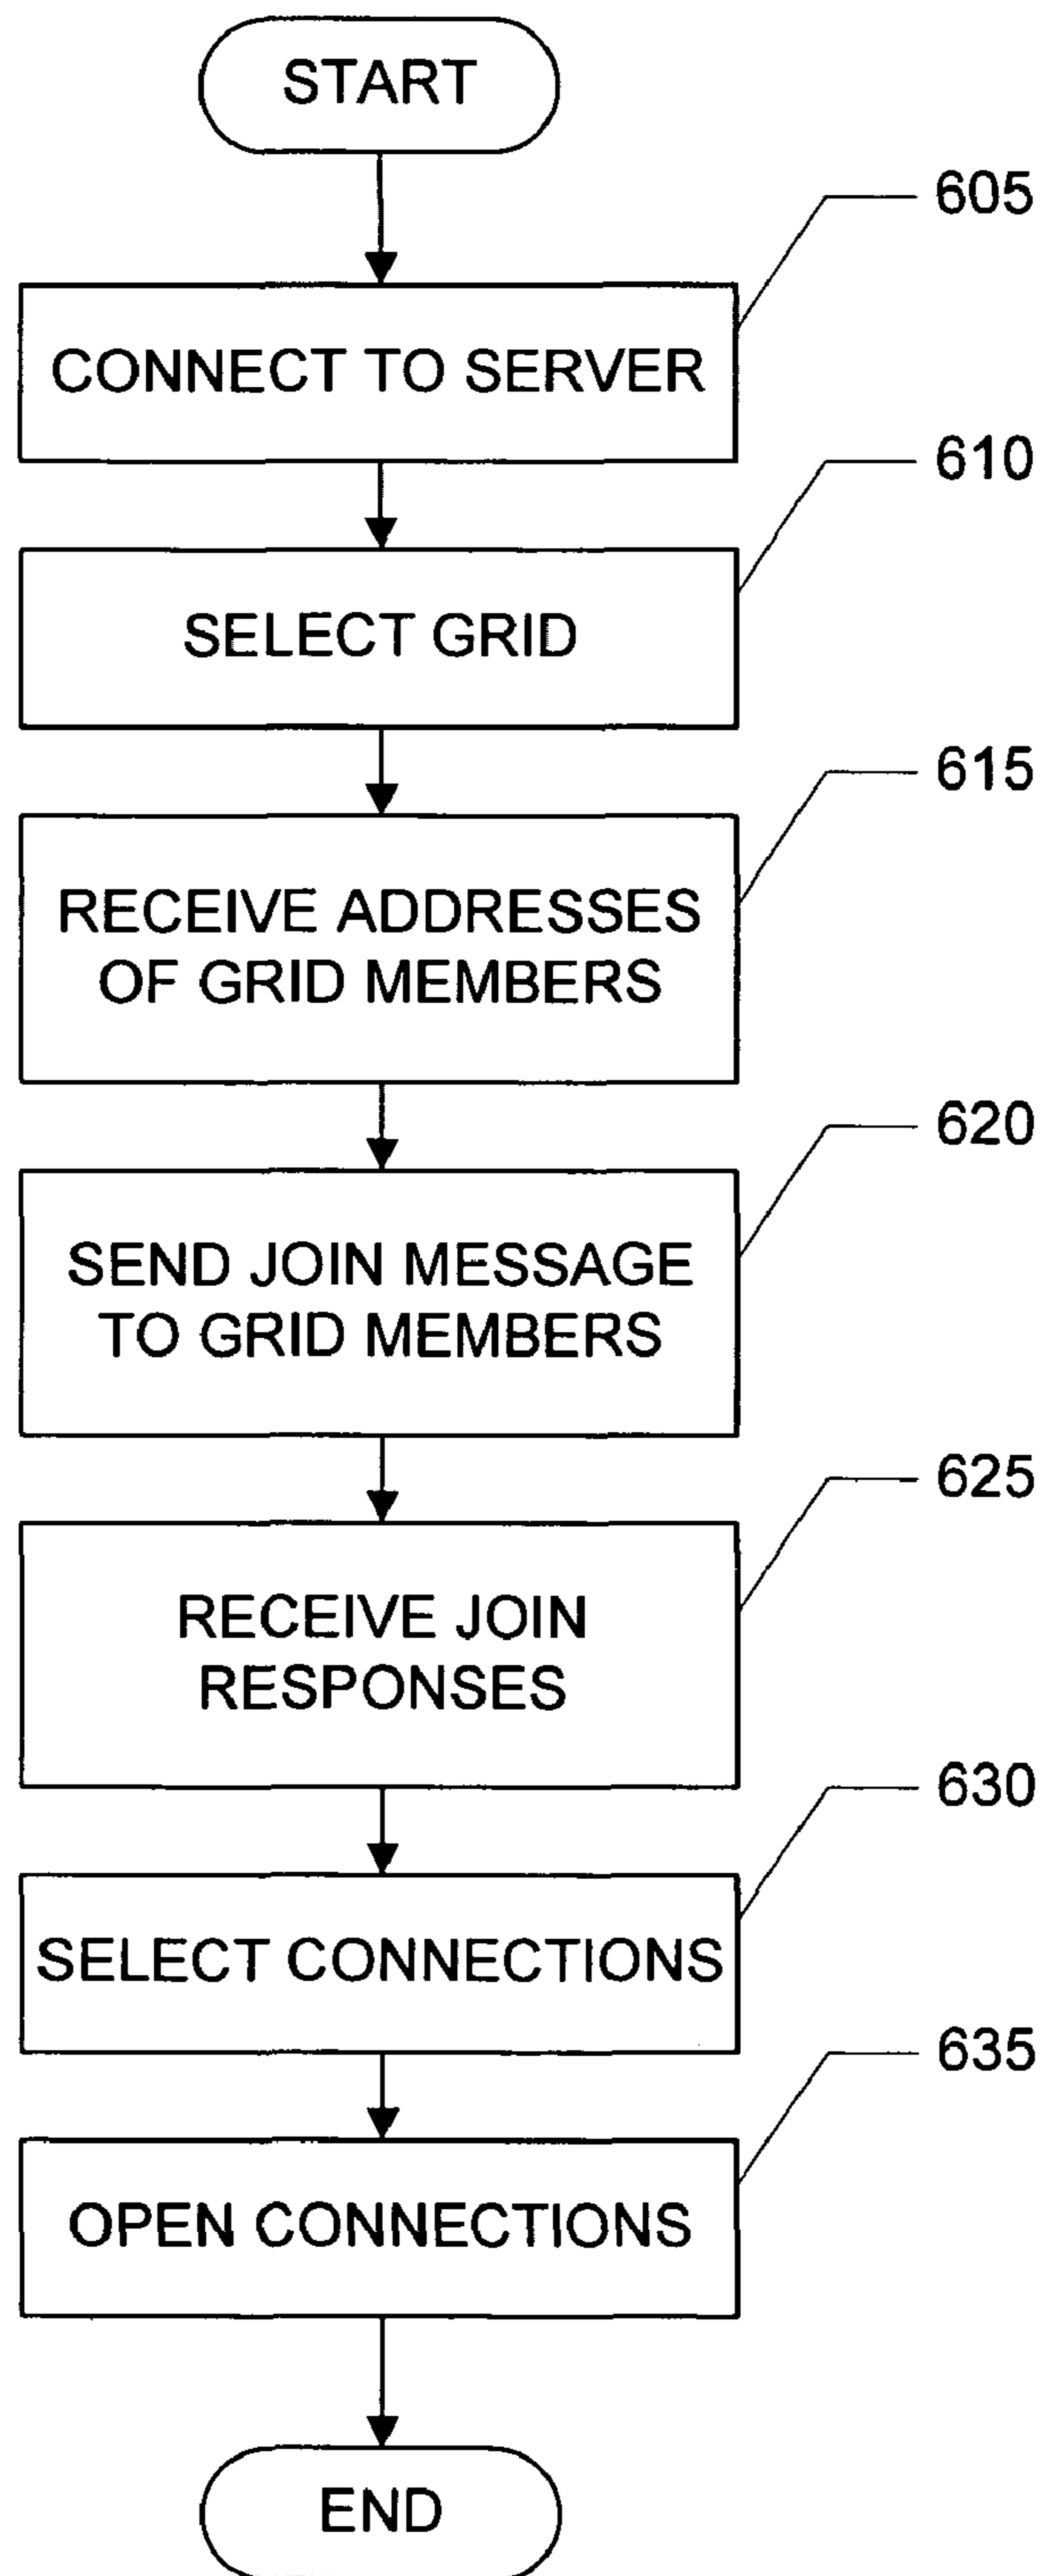 START
605
CONNECT TO SERVER
610
SELECT GRID
615
RECEIVE ADDRESSES
OF GRID MEMBERS
620
SEND JOIN MESSAGE
TO GRID MEMBERS
625
RECEIVE JOIN
RESPONSES
630
SELECT CONNECTIONS
635
OPEN CONNECTIONS
END